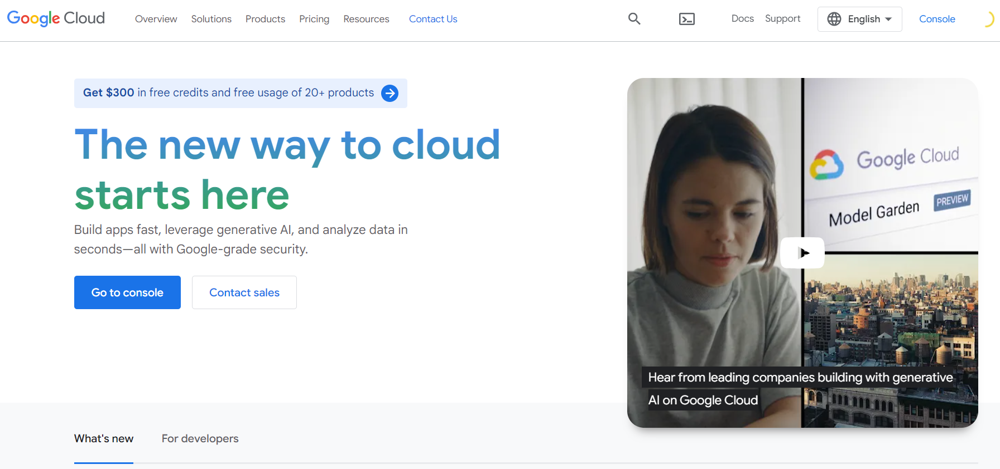 Google Cloud
Overview
Solutions
Products
Pricing
Resources
Contact Us
Docs
Support
English
Console
Get $300 in free credits and free usage of 20+ products
The new way to cloud
starts here
Build apps fast, leverage generative AI, and analyze data in
seconds—all with Google-grade security.
Go to console
Contact sales
Google Cloud
Model Garden PREVIEW
Hear from leading companies building with generative
AI on Google Cloud
What's new
For developers